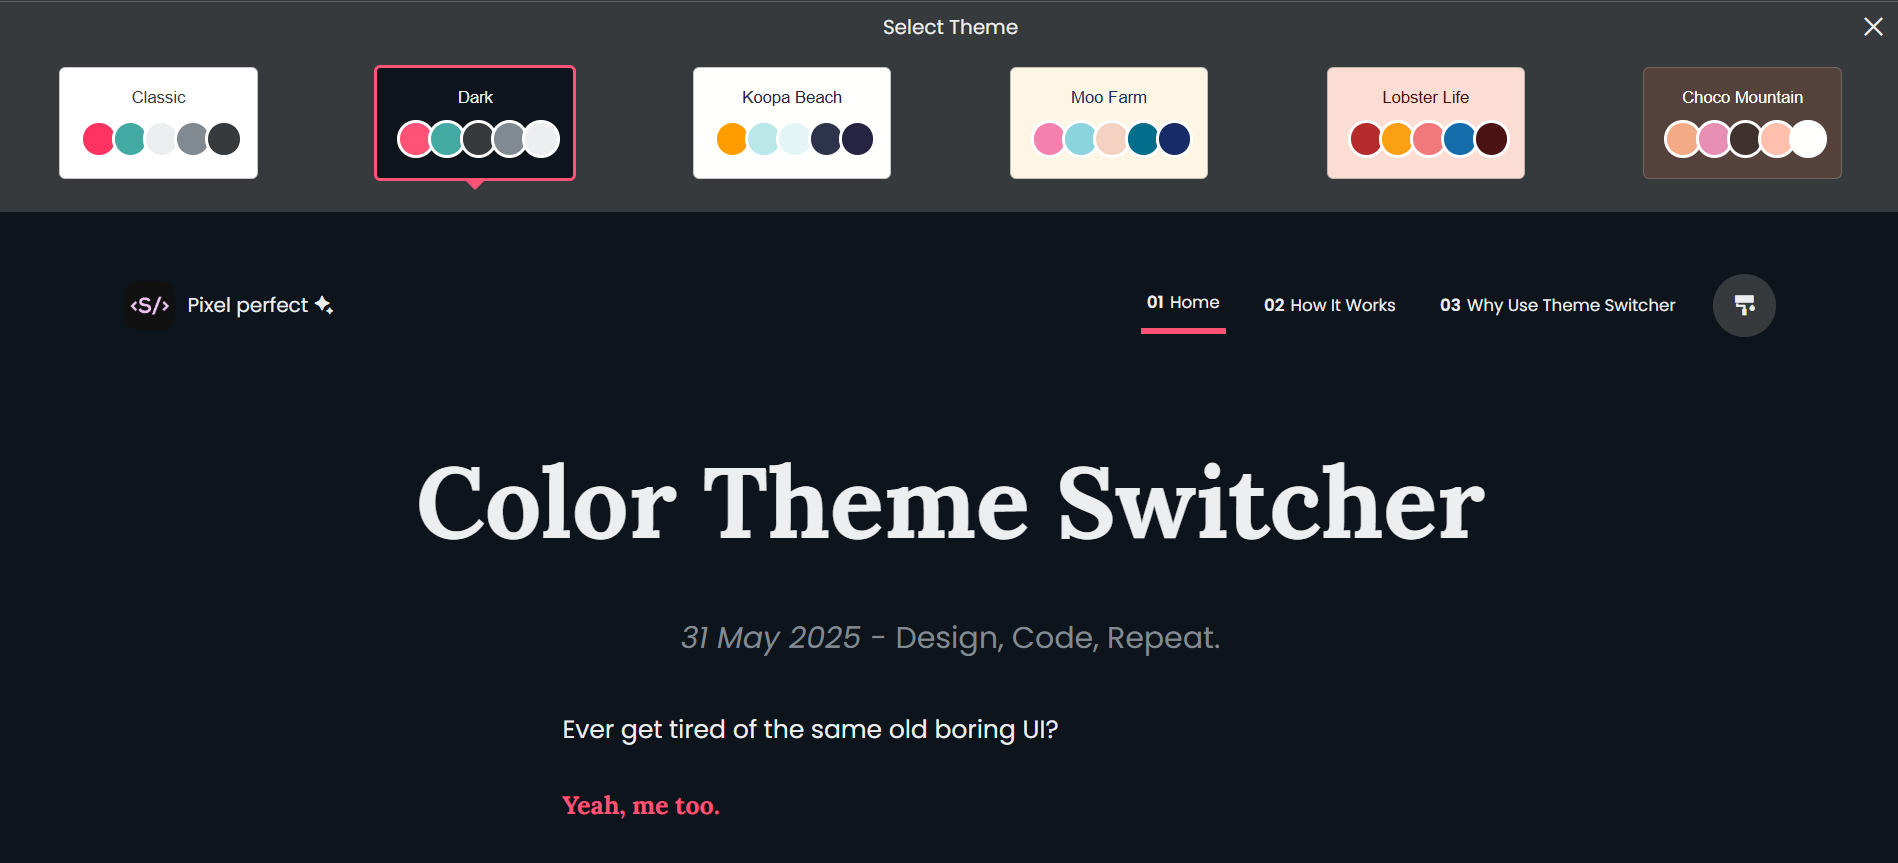 Select Theme
Classic
Dark
Koopa Beach
Moo Farm
Lobster Life
Choco Mountain
<S/> Pixel perfect
01 Home
02 How It Works
03 Why Use Theme Switcher
Color Theme Switcher
31 May 2025 - Design, Code, Repeat.
Ever get tired of the same old boring UI?
Yeah, me too.